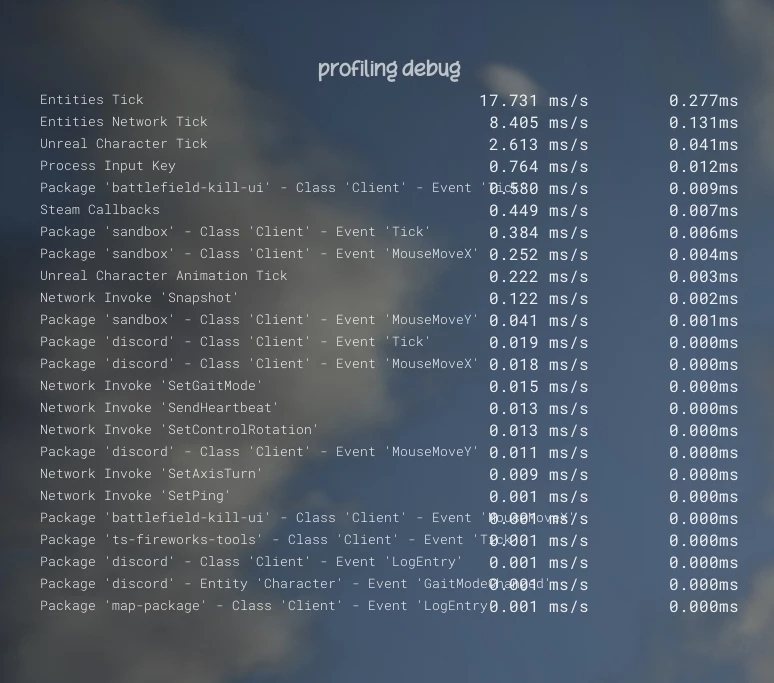 profiling debug
Entities Tick 17.731 ms/s 0.277ms
Entities Network Tick 8.405 ms/s 0.131ms
Unreal Character Tick 2.613 ms/s 0.041ms
Process Input Key 0.764 ms/s 0.012ms
Package 'battlefield-kill-ui' - Class 'Client' - Event 'Tick' 0.580 ms/s 0.009ms
Steam Callbacks 0.449 ms/s 0.007ms
Package 'sandbox' - Class 'Client' - Event 'Tick' 0.384 ms/s 0.006ms
Package 'sandbox' - Class 'Client' - Event 'MouseMoveX' 0.252 ms/s 0.004ms
Unreal Character Animation Tick 0.222 ms/s 0.003ms
Network Invoke 'Snapshot' 0.122 ms/s 0.002ms
Package 'sandbox' - Class 'Client' - Event 'MouseMoveY' 0.041 ms/s 0.001ms
Package 'discord' - Class 'Client' - Event 'Tick' 0.019 ms/s 0.000ms
Package 'discord' - Class 'Client' - Event 'MouseMoveX' 0.018 ms/s 0.000ms
Network Invoke 'SetGaitMode' 0.015 ms/s 0.000ms
Network Invoke 'SendHeartbeat' 0.013 ms/s 0.000ms
Network Invoke 'SetControlRotation' 0.013 ms/s 0.000ms
Package 'discord' - Class 'Client' - Event 'MouseMoveY' 0.011 ms/s 0.000ms
Network Invoke 'SetAxisTurn' 0.009 ms/s 0.000ms
Network Invoke 'SetPing' 0.001 ms/s 0.000ms
Package 'battlefield-kill-ui' - Class 'Client' - Event 'MouseMoveX' 0.001 ms/s 0.000ms
Package 'ts-fireworks-tools' - Class 'Client' - Event 'Tick' 0.001 ms/s 0.000ms
Package 'discord' - Class 'Client' - Event 'LogEntry' 0.001 ms/s 0.000ms
Package 'discord' - Entity 'Character' - Event 'GaitModeChanged' 0.001 ms/s 0.000ms
Package 'map-package' - Class 'Client' - Event 'LogEntry' 0.001 ms/s 0.000ms